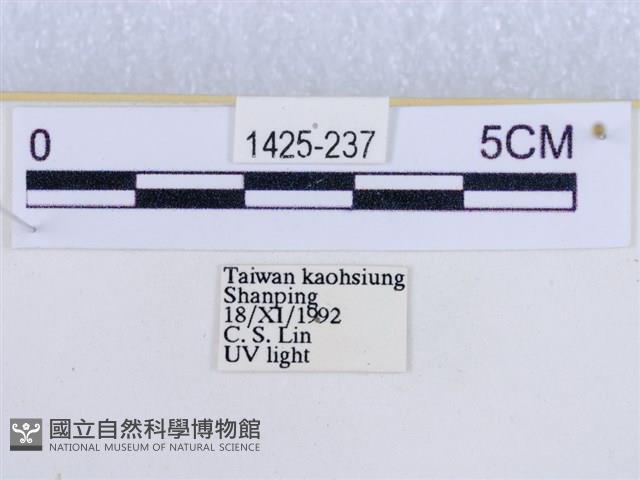 0
1425-237
5CM
Taiwan kaohsiung
Shanping
18/XI/1992
C. S. Lin
UV light
國立自然科學博物館
NATIONAL MUSEUM OF NATURAL SCIENCE